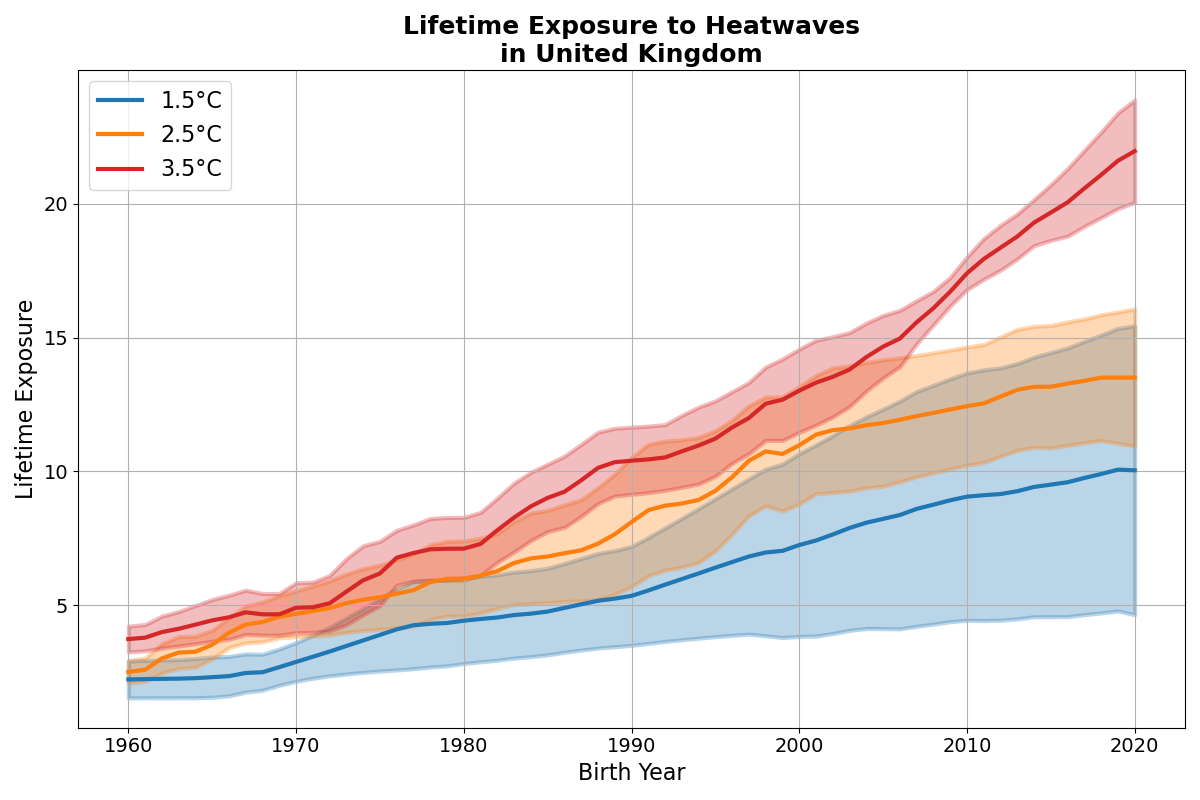 Lifetime Exposure to Heatwaves
in United Kingdom
1.5°C
2.5°C
3.5°C
Lifetime Exposure
20
15
10
5
1960 1970 1980 1990 2000 2010 2020
Birth Year